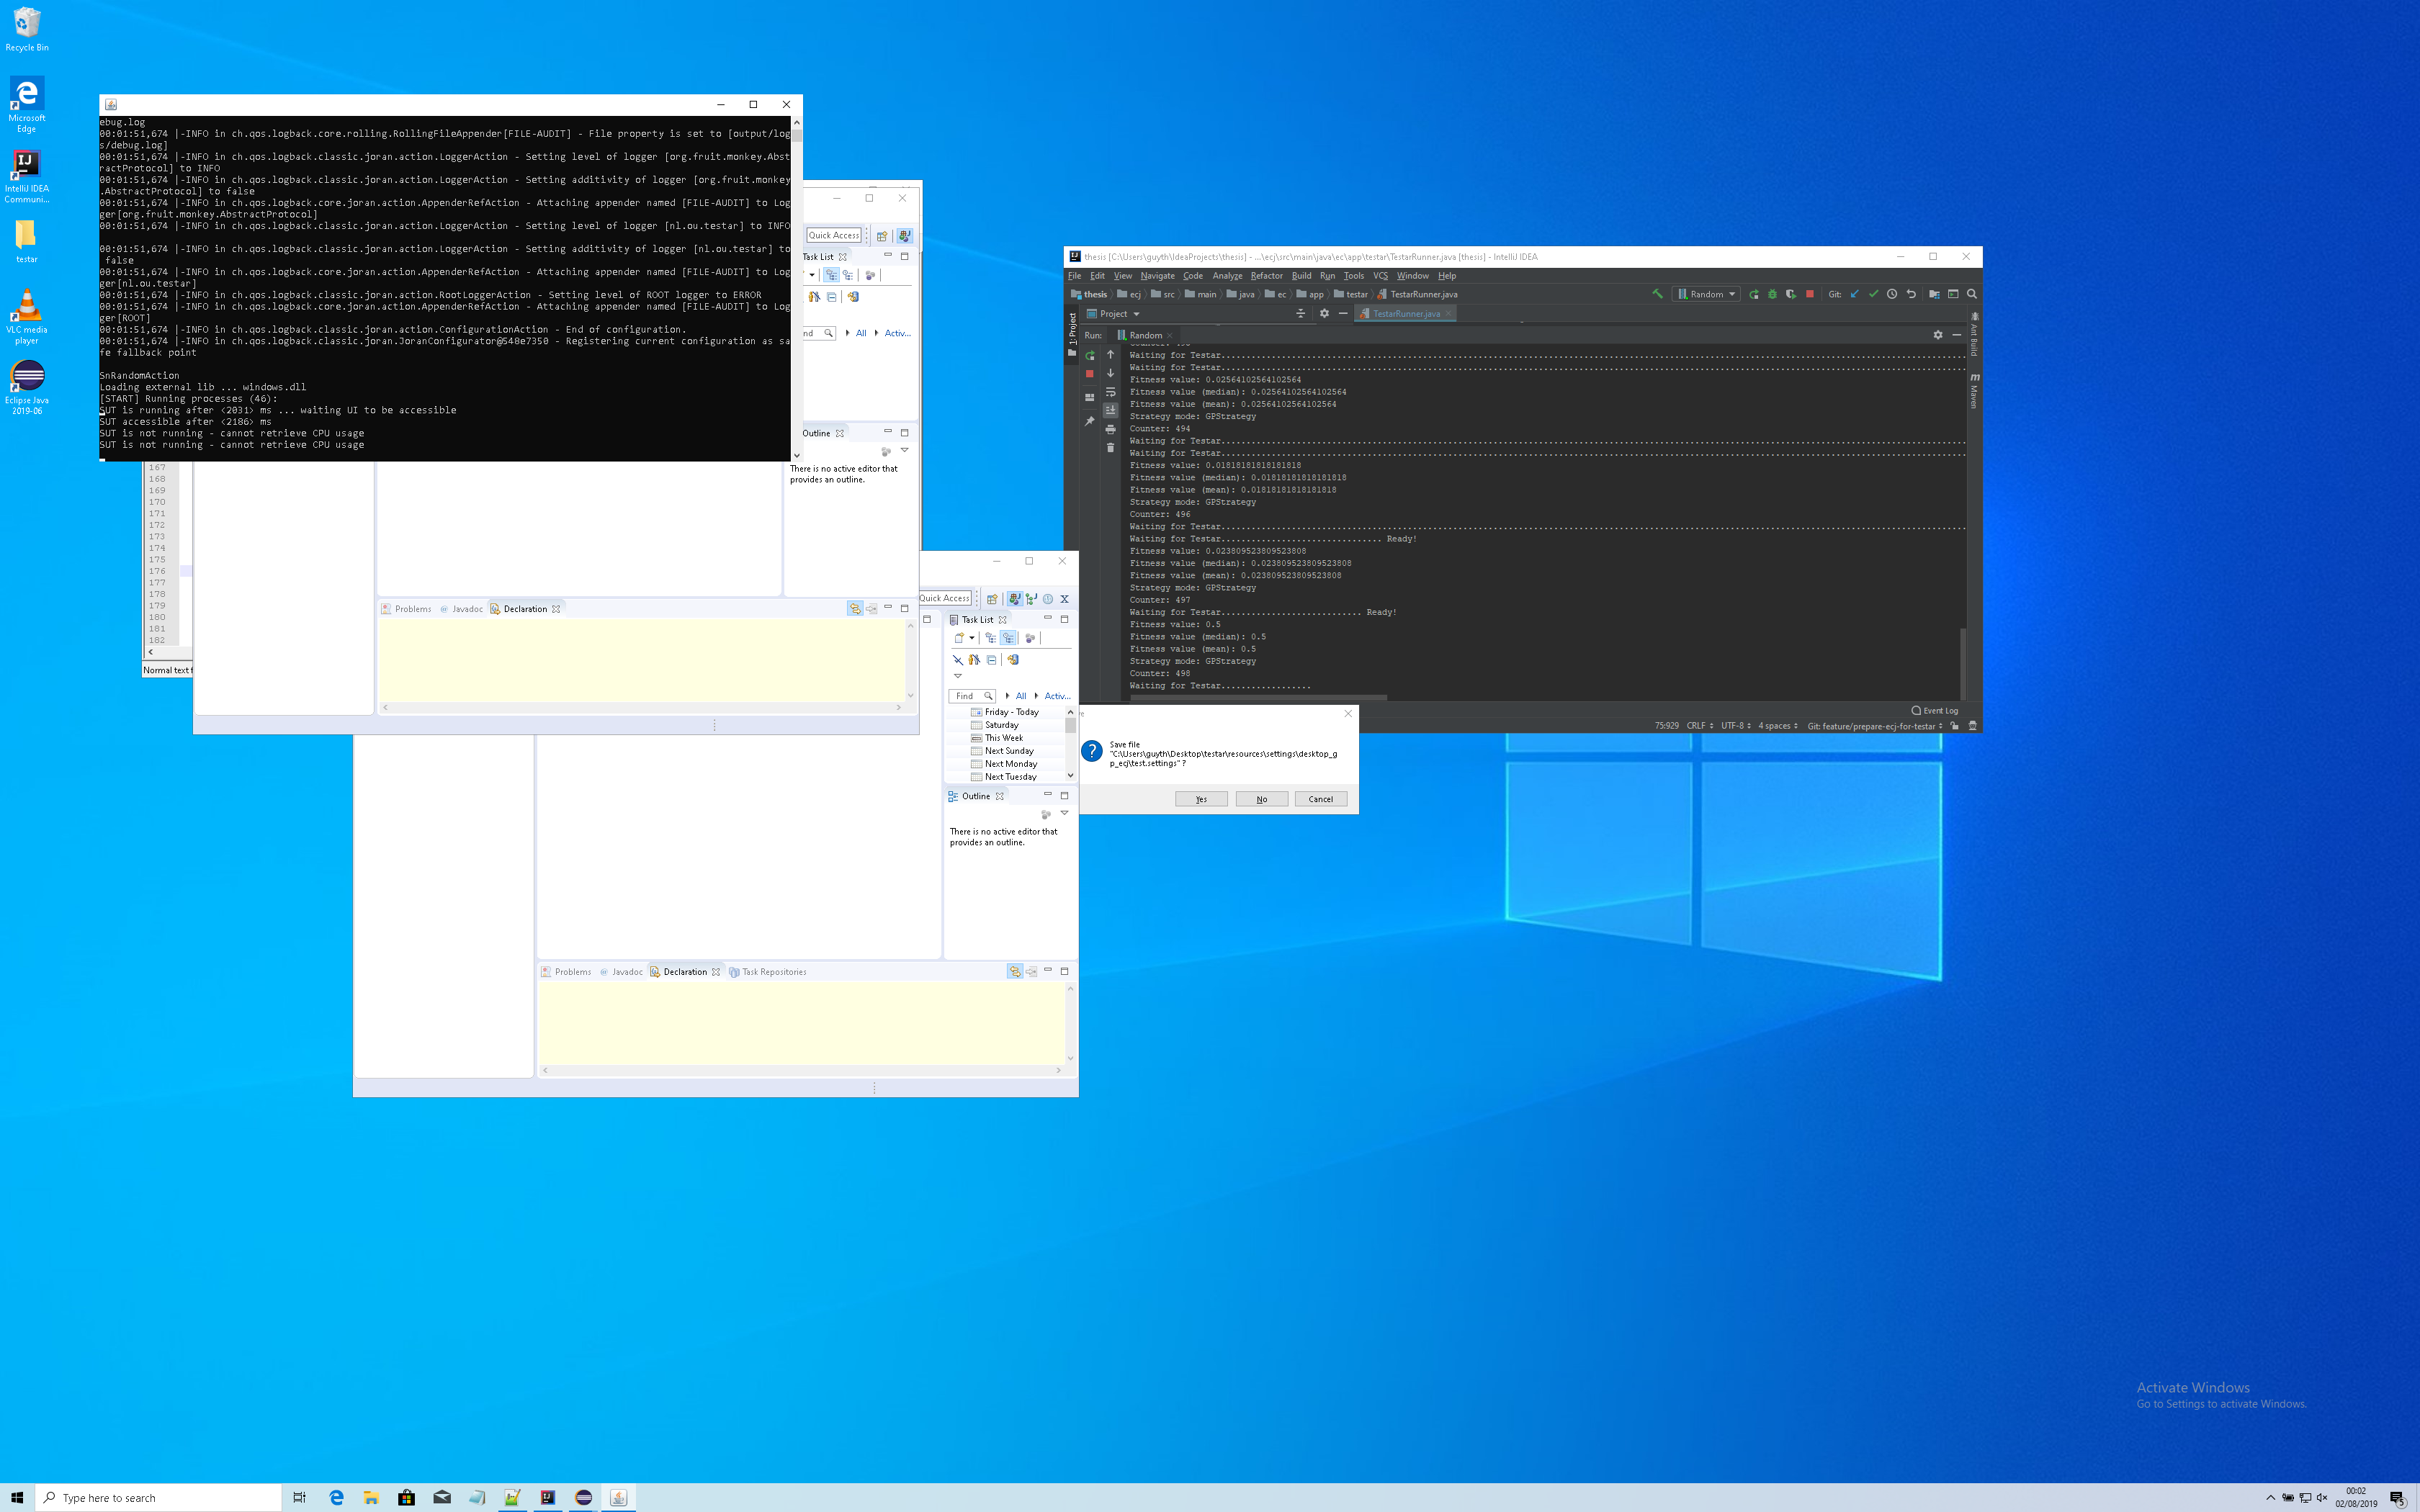 Recycle Bin
Microsoft
Edge
IntelliJ IDEA
Communi...
testar
VLC media
player
Eclipse Java
2019-06
ebug.log
00:01:51,674 |-INFO in ch.qos.logback.core.rolling.RollingFileAppender[FILE-AUDIT] - File property is set to [output/log
s/debug.log]
00:01:51,674 |-INFO in ch.qos.logback.classic.joran.action.LoggerAction - Setting level of logger [org.fruit.monkey.Abst
ractProtocol] to INFO
00:01:51,674 |-INFO in ch.qos.logback.classic.joran.action.LoggerAction - Setting additivity of logger [org.fruit.monkey
.AbstractProtocol] to false
00:01:51,674 |-INFO in ch.qos.logback.core.joran.action.AppenderRefAction - Attaching appender named [FILE-AUDIT] to Log
ger[org.fruit.monkey.AbstractProtocol]
00:01:51,674 |-INFO in ch.qos.logback.classic.joran.action.LoggerAction - Setting level of logger [nl.ou.testar] to INFO
00:01:51,674 |-INFO in ch.qos.logback.classic.joran.action.LoggerAction - Setting additivity of logger [nl.ou.testar] to
false
00:01:51,674 |-INFO in ch.qos.logback.core.joran.action.AppenderRefAction - Attaching appender named [FILE-AUDIT] to Log
ger[nl.ou.testar]
00:01:51,674 |-INFO in ch.qos.logback.classic.joran.action.RootLoggerAction - Setting level of ROOT logger to ERROR
00:01:51,674 |-INFO in ch.qos.logback.core.joran.action.AppenderRefAction - Attaching appender named [FILE-AUDIT] to Log
ger[ROOT]
00:01:51,674 |-INFO in ch.qos.logback.classic.joran.action.ConfigurationAction - End of configuration.
00:01:51,674 |-INFO in ch.qos.logback.classic.joran.JoranConfigurator@548e7350 - Registering current configuration as sa
fe fallback point
SnRandomAction
Loading external lib ... windows.dll
[START] Running processes (46):
SUT is running after <2031> ms ... waiting UI to be accessible
SUT accessible after <2186> ms
SUT is not running - cannot retrieve CPU usage
SUT is not running - cannot retrieve CPU usage
167
168
169
170
171
172
173
174
175
176
177
178
179
180
181
182
Normal text f
Quick Access
Task List
nd
All
Activ...
Outline
There is no active editor that
provides an outline.
Problems
Javadoc
Declaration
Quick Access
Task List
Find
All
Activ...
Friday - Today
Saturday
This Week
Next Sunday
Next Monday
Next Tuesday
Outline
There is no active editor that
provides an outline.
Problems
Javadoc
Declaration
Task Repositories
thesis [C:\Users\guyth\IdeaProjects\thesis] - ...\ecj\src\main\java\ec\app\testar\TestarRunner.java [thesis] - IntelliJ IDEA
File Edit View Navigate Code Analyze Refactor Build Run Tools VCS Window Help
thesis ecj src main java ec app testar TestarRunner.java
Random
Git:
Project
TestarRunner.java
1: Project
Ant Build
Maven
Run: Random
Waiting for Testar.....................................................................
Waiting for Testar.....................................................................
Fitness value: 0.02564102564102564
Fitness value (median): 0.02564102564102564
Fitness value (mean): 0.02564102564102564
Strategy mode: GPStrategy
Counter: 494
Waiting for Testar.....................................................................
Waiting for Testar.....................................................................
Fitness value: 0.01818181818181818
Fitness value (median): 0.01818181818181818
Fitness value (mean): 0.01818181818181818
Strategy mode: GPStrategy
Counter: 496
Waiting for Testar.....................................................................
Waiting for Testar................................ Ready!
Fitness value: 0.023809523809523808
Fitness value (median): 0.023809523809523808
Fitness value (mean): 0.023809523809523808
Strategy mode: GPStrategy
Counter: 497
Waiting for Testar............................ Ready!
Fitness value: 0.5
Fitness value (median): 0.5
Fitness value (mean): 0.5
Strategy mode: GPStrategy
Counter: 498
Waiting for Testar..................
Event Log
75:929 CRLF UTF-8 4 spaces Git: feature/prepare-ecj-for-testar
Save file
"C:\Users\guyth\Desktop\testar\resources\settings\desktop_g
p_ecj\test.settings" ?
Yes
No
Cancel
Activate Windows
Go to Settings to activate Windows.
Type here to search
00:02
02/08/2019
5